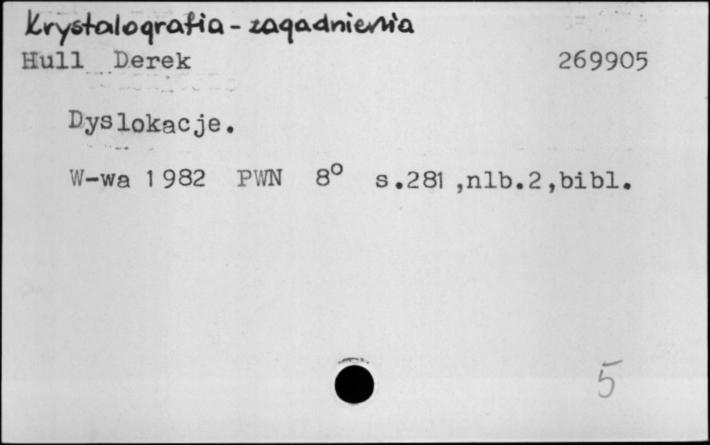 Krystalografia - zagadnienia
Hull Derek 269905
Dyslokacje.
W-wa 1982 PWN 8° s.281,nlb.2,bibl.
5